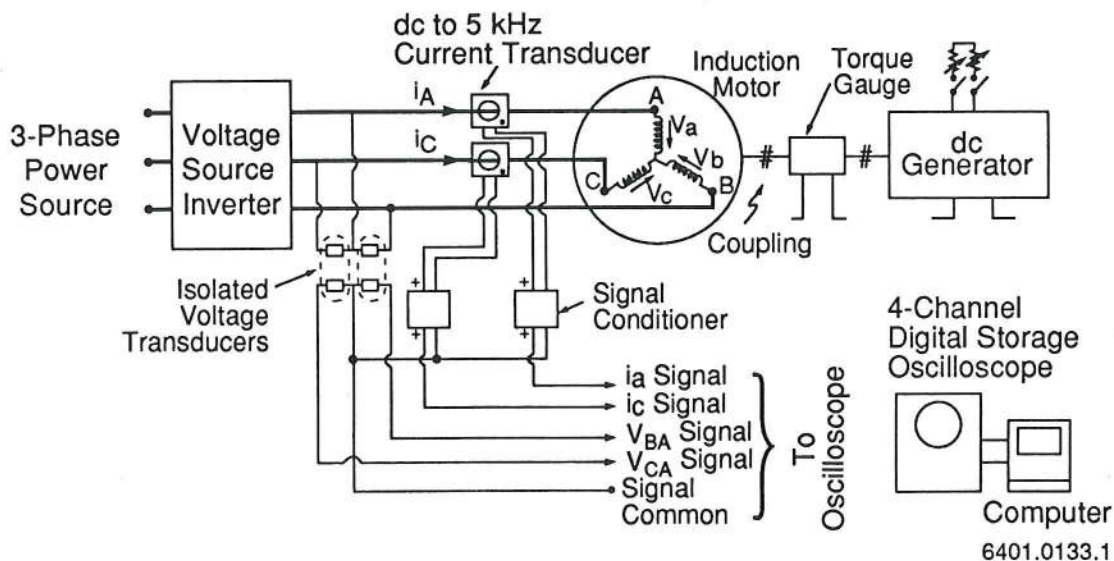 dc to 5 kHz
Current Transducer
Induction
Motor
Torque
Gauge
3-Phase
Power
Source
Voltage
Source
Inverter
iA
iC
A
Va
Vb
C
B
Vc
dc
Generator
Coupling
Isolated
Voltage
Transducers
+ +
+ +
Signal
Conditioner
4-Channel
Digital Storage
Oscilloscope
ia Signal
ic Signal
VBA Signal
VCA Signal
Signal
Common
To
Oscilloscope
Computer
6401.0133.1